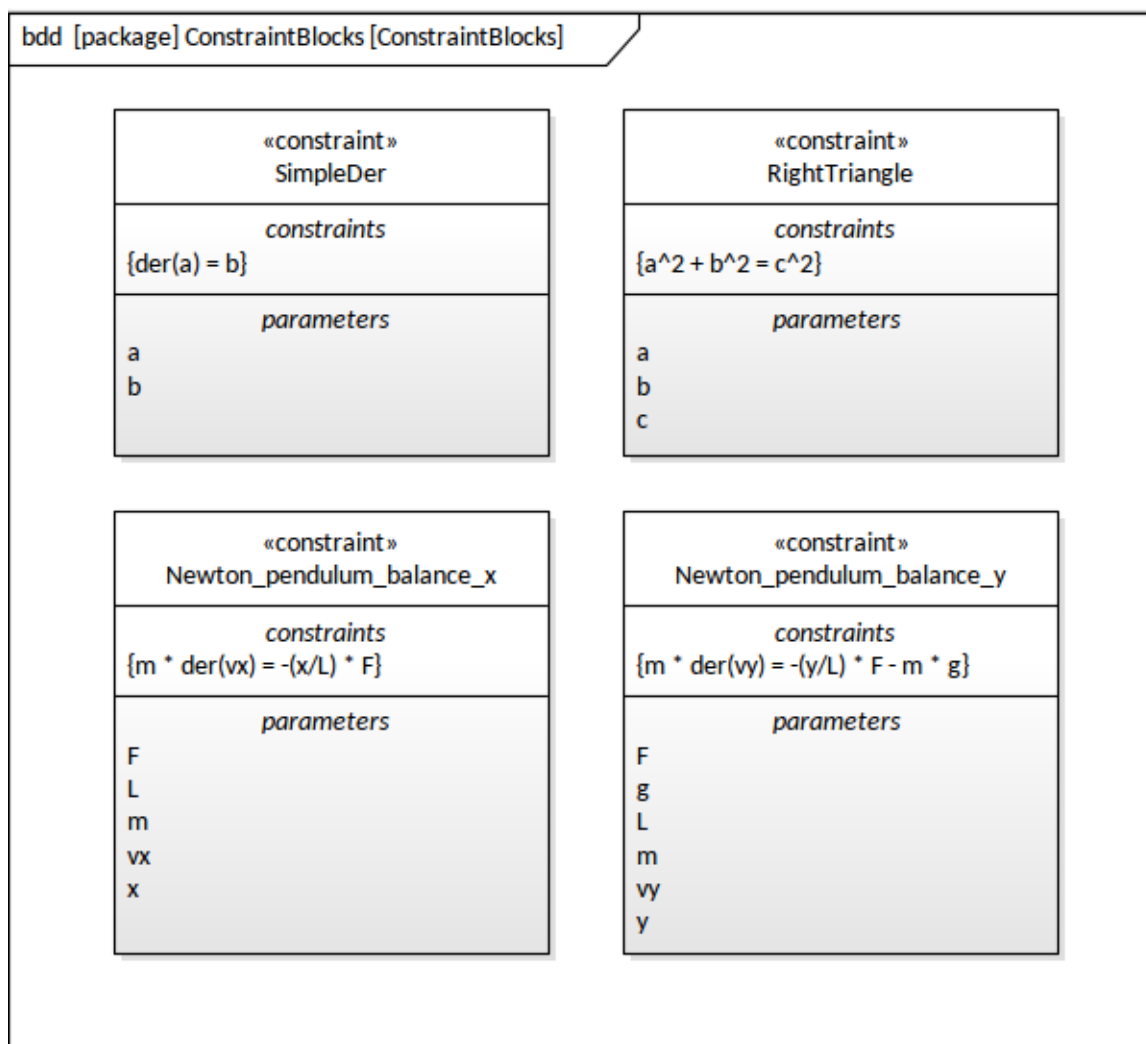 bdd [package] ConstraintBlocks [ConstraintBlocks]
«constraint»
SimpleDer
constraints
{der(a) = b}
parameters
a
b
«constraint»
RightTriangle
constraints
{a^2 + b^2 = c^2}
parameters
a
b
c
«constraint»
Newton_pendulum_balance_x
constraints
{m * der(vx) = -(x/L) * F}
parameters
F
L
m
vx
x
«constraint»
Newton_pendulum_balance_y
constraints
{m * der(vy) = -(y/L) * F - m * g}
parameters
F
g
L
m
vy
y